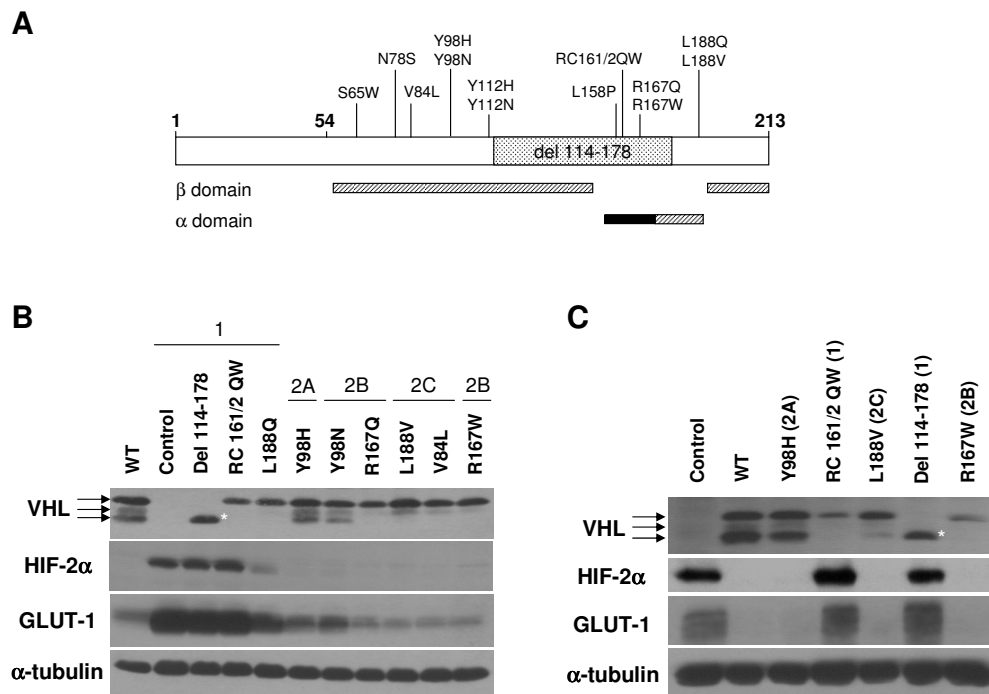 A
Y98H
Y98N
N78S
S65W
V84L
Y112H
Y112N
RC161/2QW
L158P
R167Q
R167W
L188Q
L188V
1
54
213
del 114-178
β domain
α domain
B
1
2A
2B
2C
2B
WT
Control
Del 114-178
RC 161/2 QW
L188Q
Y98H
Y98N
R167Q
L188V
V84L
R167W
VHL
*
HIF-2α
GLUT-1
α-tubulin
C
Control
WT
Y98H (2A)
RC 161/2 QW (1)
L188V (2C)
Del 114-178 (1)
R167W (2B)
VHL
*
HIF-2α
GLUT-1
α-tubulin